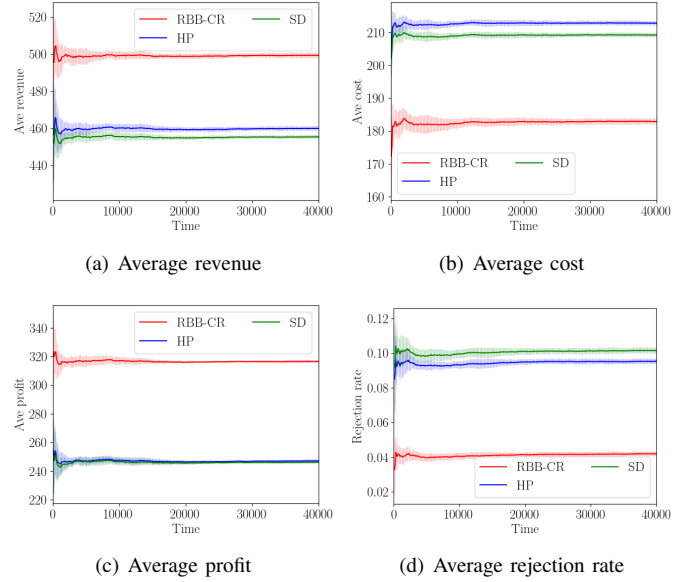 RBB-CR
HP
SD
Ave revenue
500
480
460
440
0
10000
20000
30000
40000
Time
(a) Average revenue
RBB-CR
HP
SD
Ave cost
210
200
190
180
170
160
0
10000
20000
30000
40000
Time
(b) Average cost
RBB-CR
HP
SD
Ave profit
340
320
300
280
260
240
220
0
10000
20000
30000
40000
Time
(c) Average profit
RBB-CR
HP
SD
Rejection rate
0.12
0.10
0.08
0.06
0.04
0.02
0
10000
20000
30000
40000
Time
(d) Average rejection rate